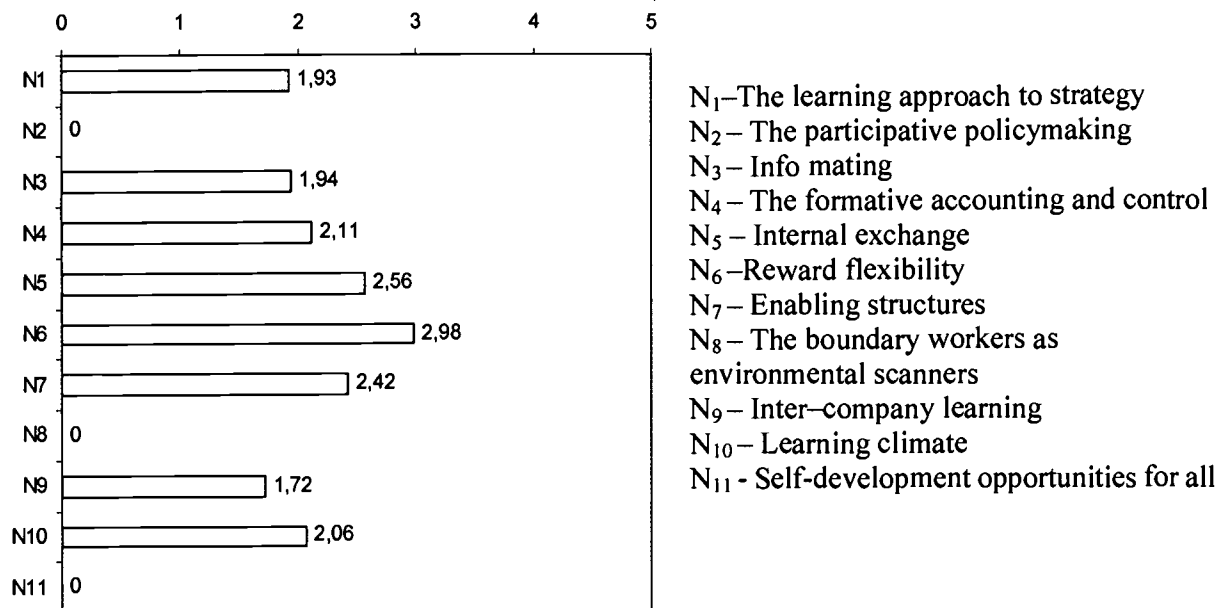 0 1 2 3 4 5
N1 1,93
N2 0
N3 1,94
N4 2,11
N5 2,56
N6 2,98
N7 2,42
N8 0
N9 1,72
N10 2,06
N11 0
N₁–The learning approach to strategy
N₂ – The participative policymaking
N₃ – Info mating
N₄ – The formative accounting and control
N₅ – Internal exchange
N₆ –Reward flexibility
N₇ – Enabling structures
N₈ – The boundary workers as
environmental scanners
N₉ – Inter–company learning
N₁₀ – Learning climate
N₁₁ - Self-development opportunities for all